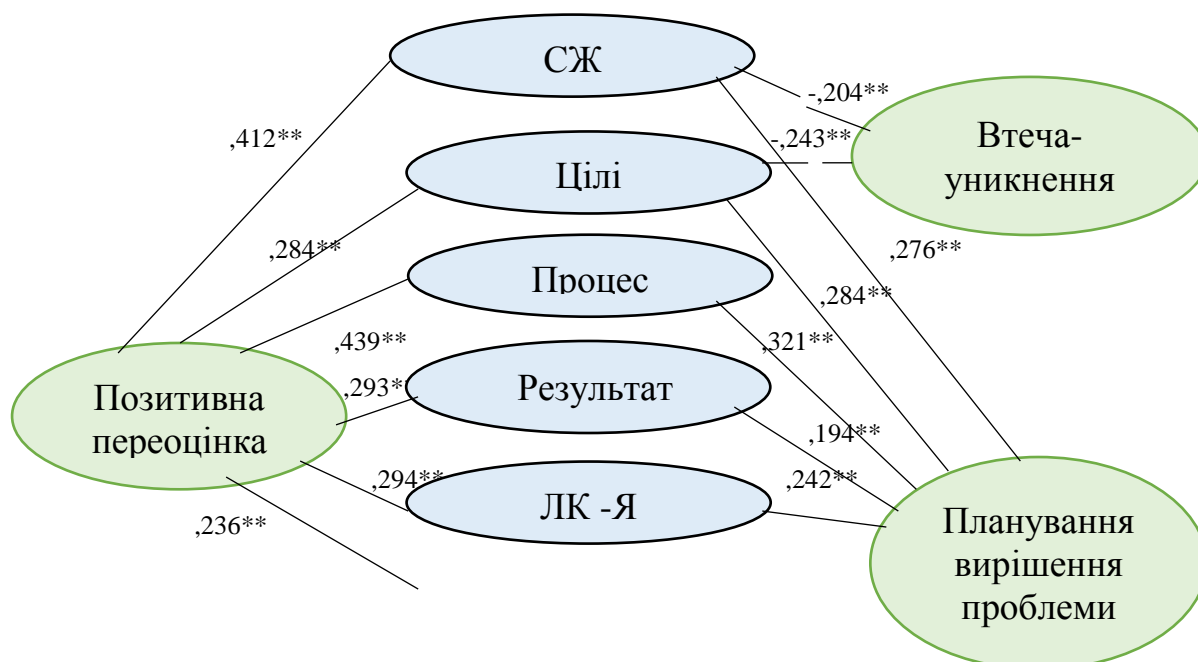 СЖ
-,204**
,412**
-,243**
Втеча-
уникнення
Цілі
,284**
,276**
Процес
,284**
,439**
,321**
,293*
Результат
Позитивна
переоцінка
,194**
,294**
,242**
ЛК -Я
,236**
Планування
вирішення
проблеми